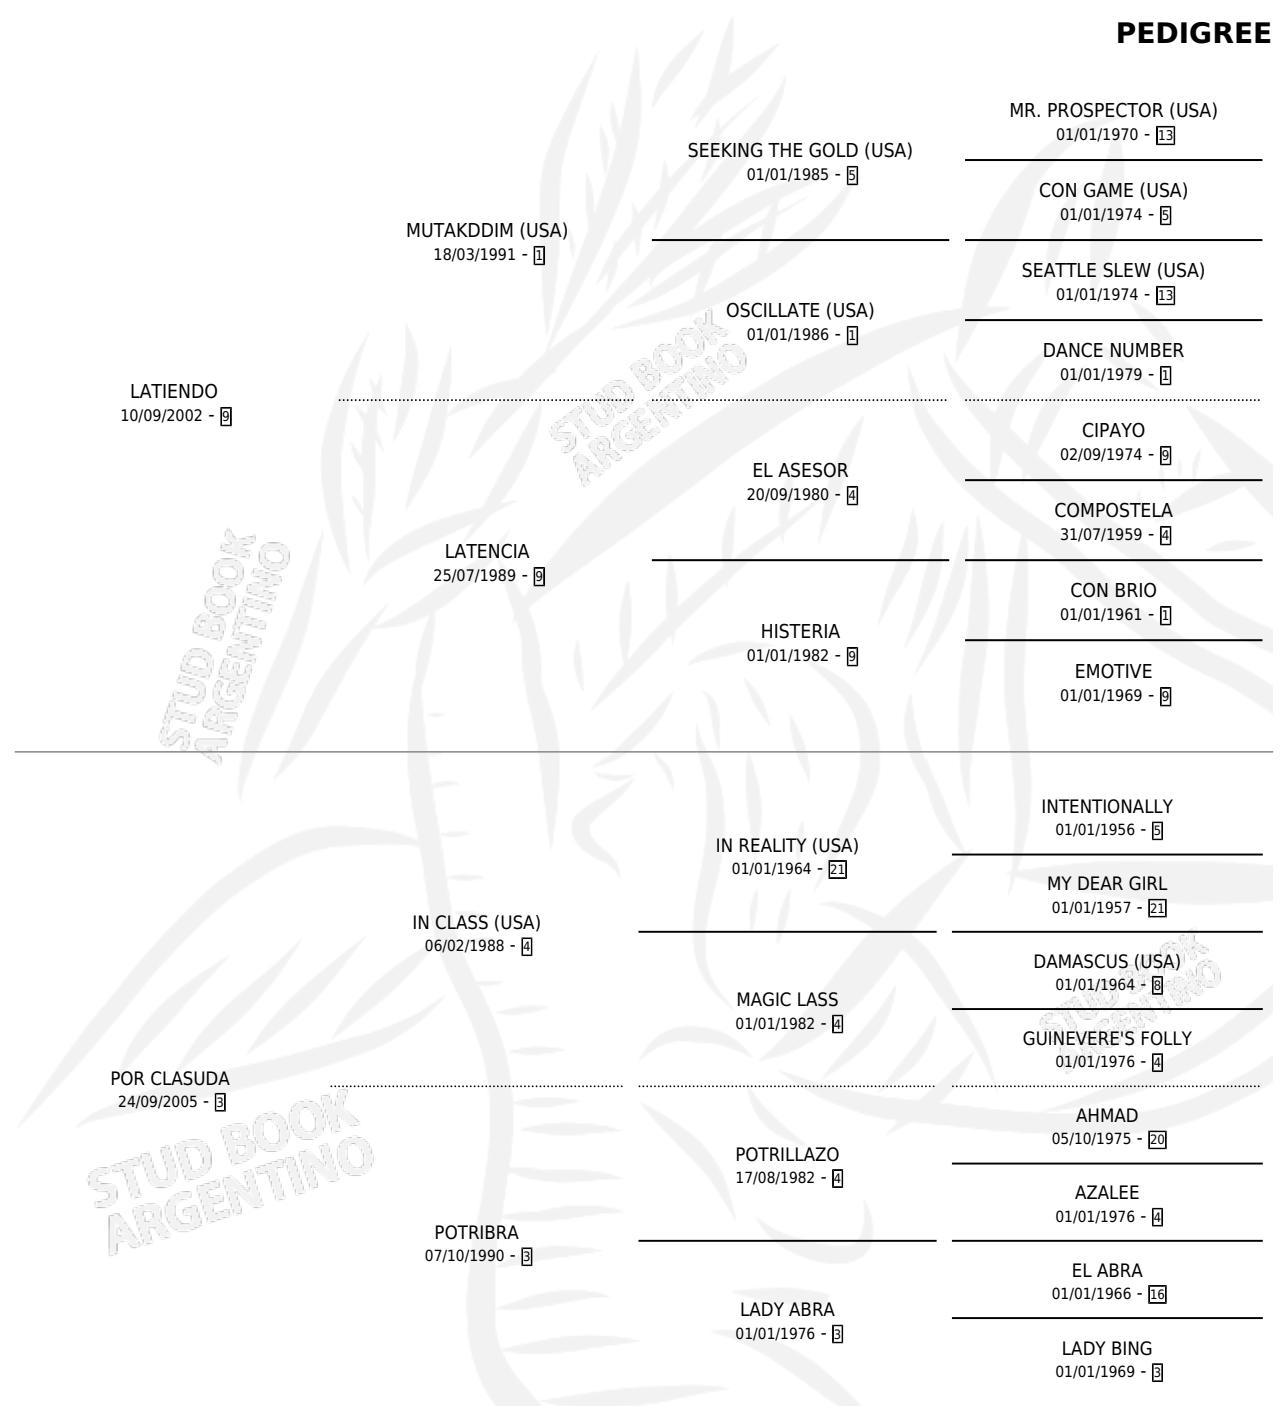 PEDIGREE
MR. PROSPECTOR (USA)
01/01/1970 - 13
SEEKING THE GOLD (USA)
01/01/1985 - 5
CON GAME (USA)
01/01/1974 - 5
MUTAKDDIM (USA)
18/03/1991 - 1
SEATTLE SLEW (USA)
01/01/1974 - 13
OSCILLATE (USA)
01/01/1986 - 1
DANCE NUMBER
01/01/1979 - 1
LATIENDO
10/09/2002 - 9
CIPAYO
02/09/1974 - 9
EL ASESOR
20/09/1980 - 4
COMPOSTELA
31/07/1959 - 4
LATENCIA
25/07/1989 - 9
CON BRIO
01/01/1961 - 1
HISTERIA
01/01/1982 - 9
EMOTIVE
01/01/1969 - 9
INTENTIONALLY
01/01/1956 - 5
IN REALITY (USA)
01/01/1964 - 21
MY DEAR GIRL
01/01/1957 - 21
IN CLASS (USA)
06/02/1988 - 4
DAMASCUS (USA)
01/01/1964 - 8
MAGIC LASS
01/01/1982 - 4
GUINEVERE'S FOLLY
01/01/1976 - 4
POR CLASUDA
24/09/2005 - 3
AHMAD
05/10/1975 - 20
POTRILLAZO
17/08/1982 - 4
AZALEE
01/01/1976 - 4
POTRIBRA
07/10/1990 - 3
EL ABRA
01/01/1966 - 16
LADY ABRA
01/01/1976 - 3
LADY BING
01/01/1969 - 3
STUD BOOK
ARGENTINO
STUD BOOK
ARGENTINO
STUD BOOK
ARGENTINO
STUD BOOK
ARGENTINO